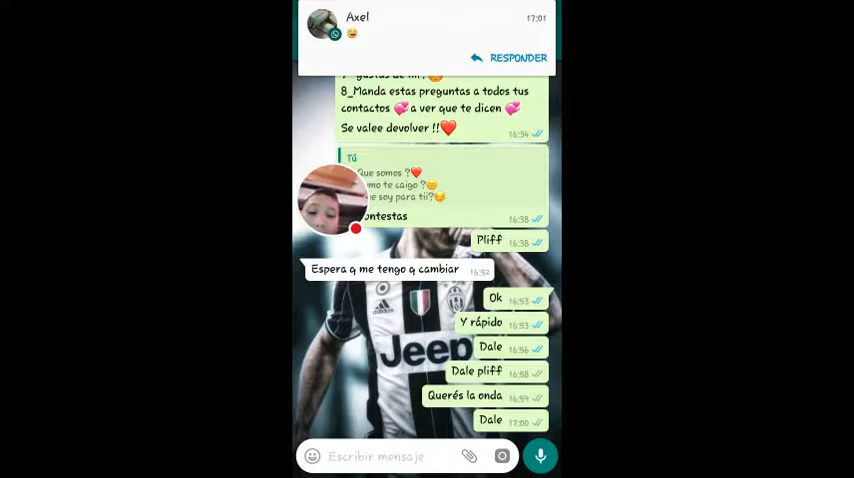 Axel
17:01
RESPONDER
8_Manda estas preguntas a todos tus
contactos 💞a ver que te dicen 💞
Se valee devolver !!❤️
16:34
Tú
Que somos ?❤️
omo te caigo ?
e soy para tii?
ontestas
16:38
Pliff 16:38
Espera q me tengo q cambiar 16:52
Ok 16:53
Y rápido 16:53
Dale 16:56
Dale pliff 16:58
Querés la onda 16:59
Dale 17:00
adidas
Jeep
Escribir mensaje